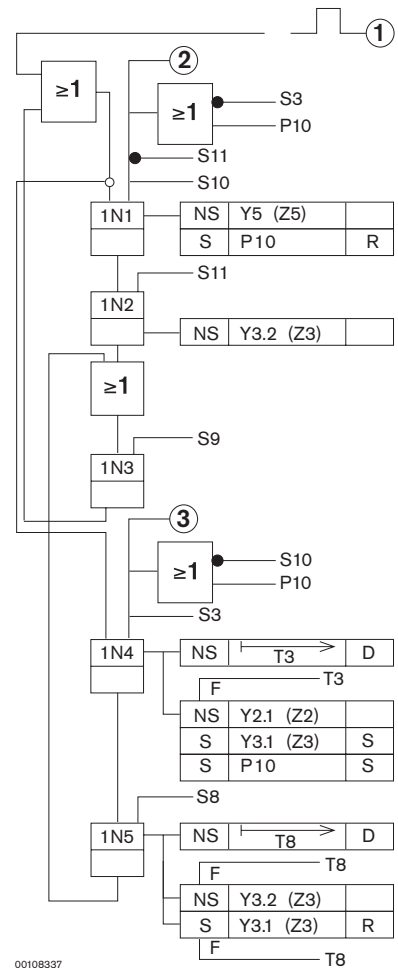 1
2
≥1
≥1
S3
P10
S11
S10
1N1
NS Y5 (Z5)
S P10 R
S11
1N2
NS Y3.2 (Z3)
≥1
S9
1N3
3
S10
≥1
P10
S3
1N4
NS T3 D
T3
F
NS Y2.1 (Z2)
S Y3.1 (Z3) S
S P10 S
S8
1N5
NS T8 D
T8
F
NS Y3.2 (Z3)
S Y3.1 (Z3) R
F
T8
00108337